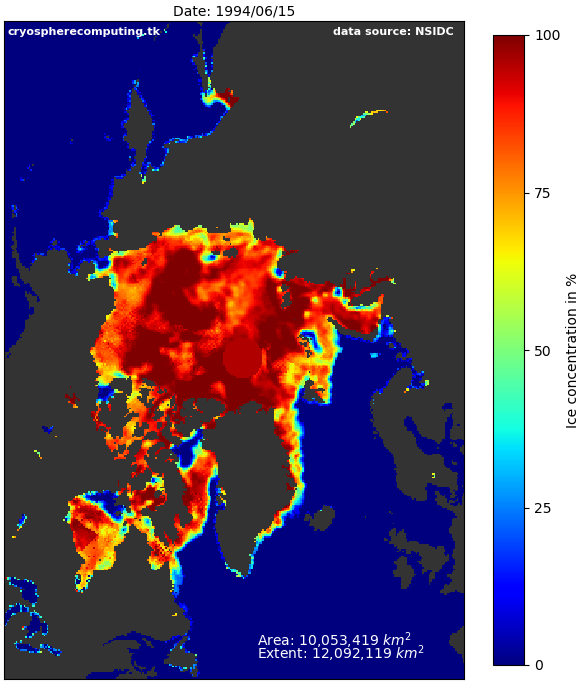 Date: 1994/06/15
cryospherecomputing.tk
data source: NSIDC
100
75
50
25
0
Ice concentration in %
Area: 10,053,419 km²
Extent: 12,092,119 km²